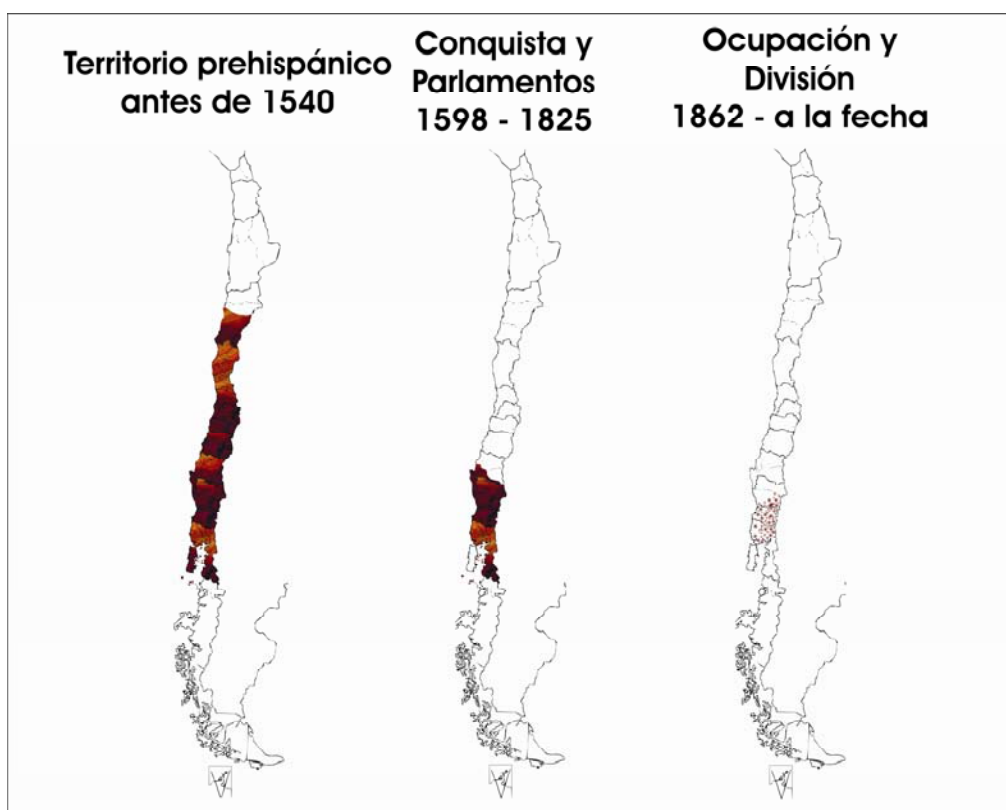 Territorio prehispánico
antes de 1540
Conquista y
Parlamentos
1598 - 1825
Ocupación y
División
1862 - a la fecha